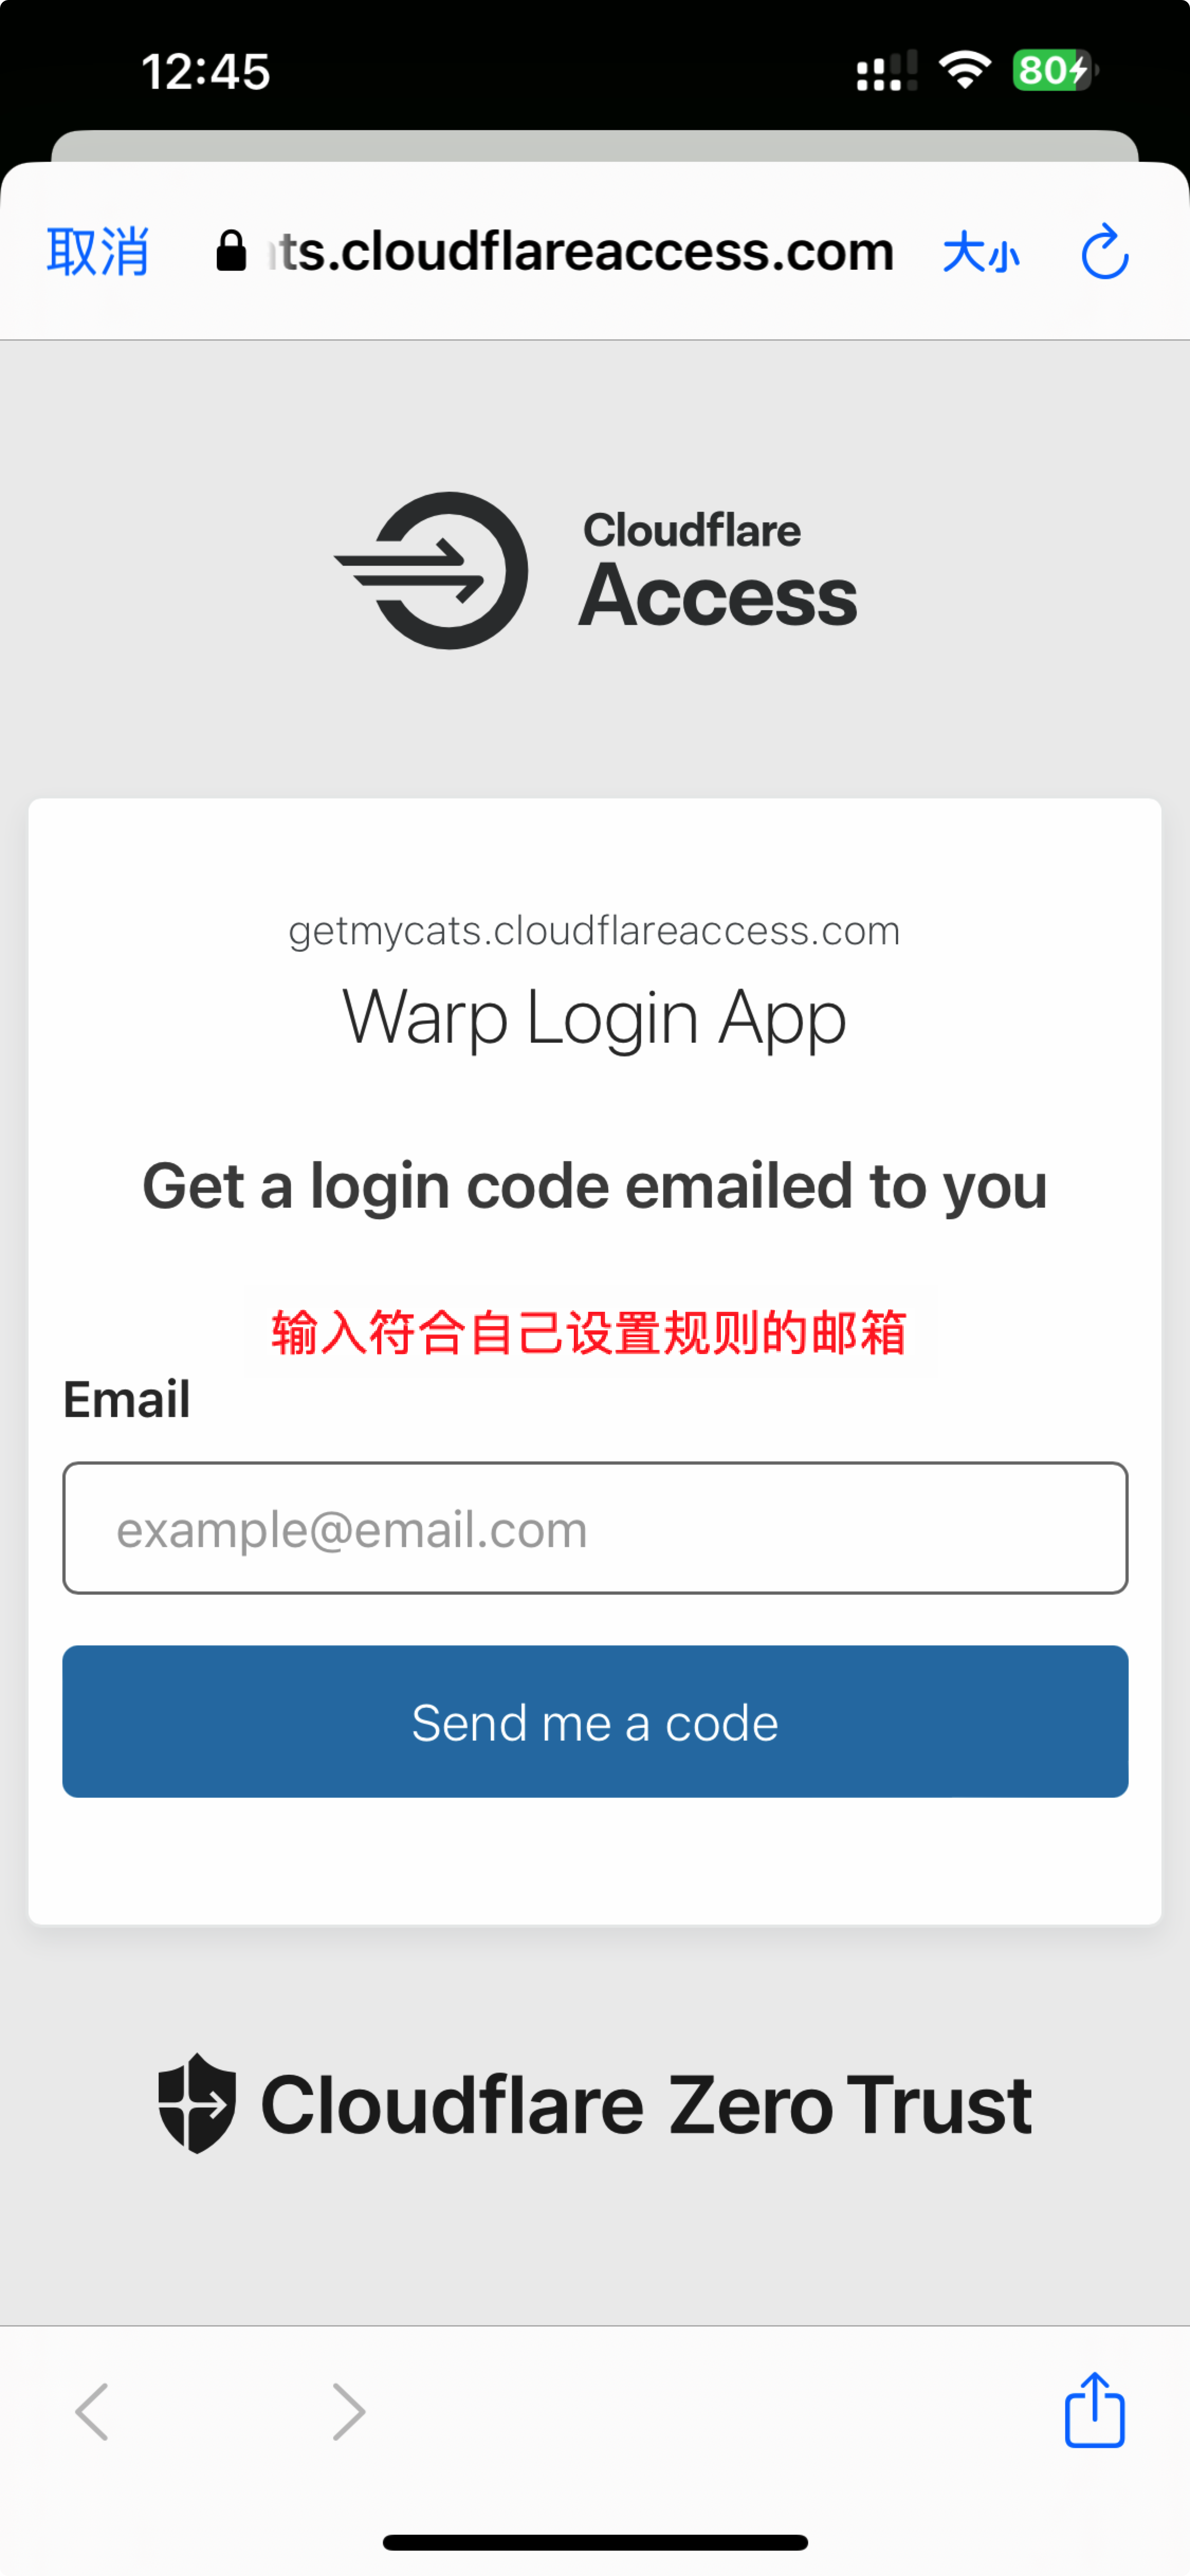 12:45
80
取消
ts.cloudflareaccess.com
大小
Cloudflare
Access
getmycats.cloudflareaccess.com
Warp Login App
Get a login code emailed to you
输入符合自己设置规则的邮箱
Email
example@email.com
Send me a code
Cloudflare Zero Trust